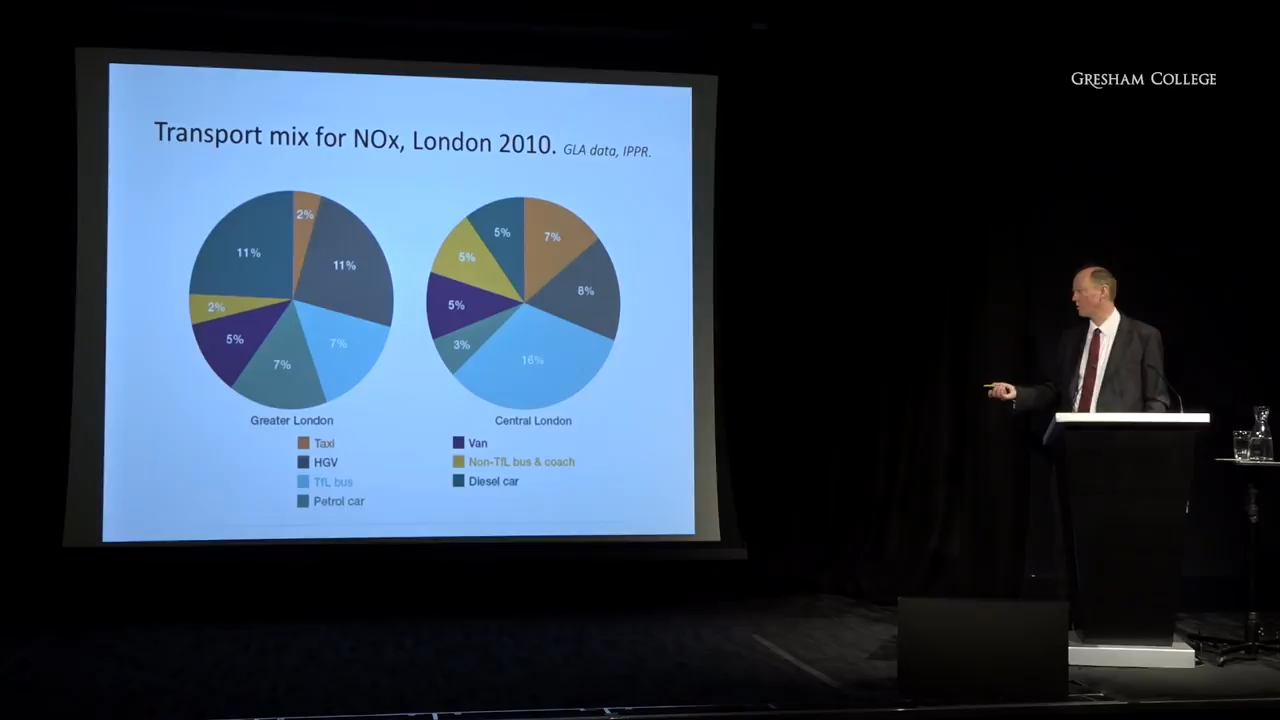 GRESHAM COLLEGE
Transport mix for NOx, London 2010. GLA data, IPPR.
2%
11%
7%
7%
5%
2%
11%
7%
8%
16%
3%
5%
5%
5%
Greater London
Central London
Taxi
HGV
TfL bus
Petrol car
Van
Non-TfL bus & coach
Diesel car